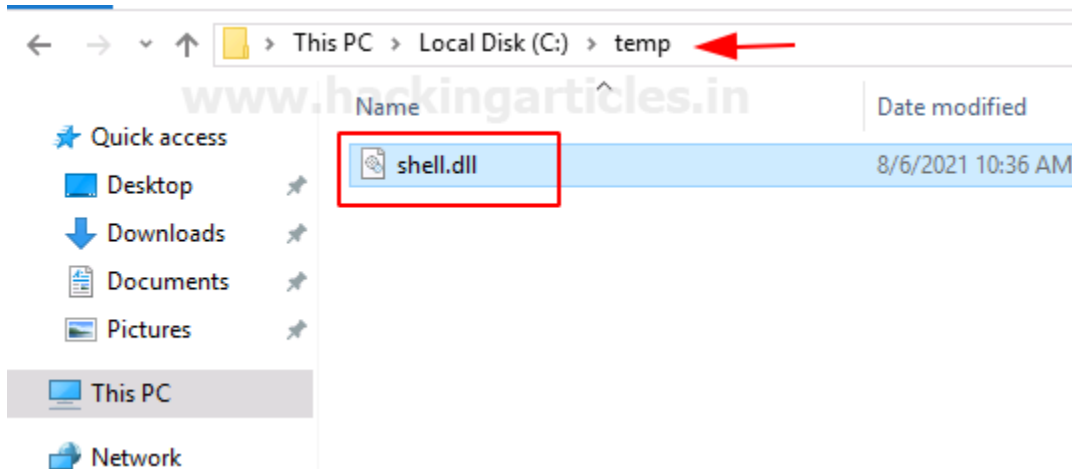 This PC > Local Disk (C:) > temp
www.hackingarticles.in
Name Date modified
Quick access
shell.dll 8/6/2021 10:36 AM
Desktop
Downloads
Documents
Pictures
This PC
Network